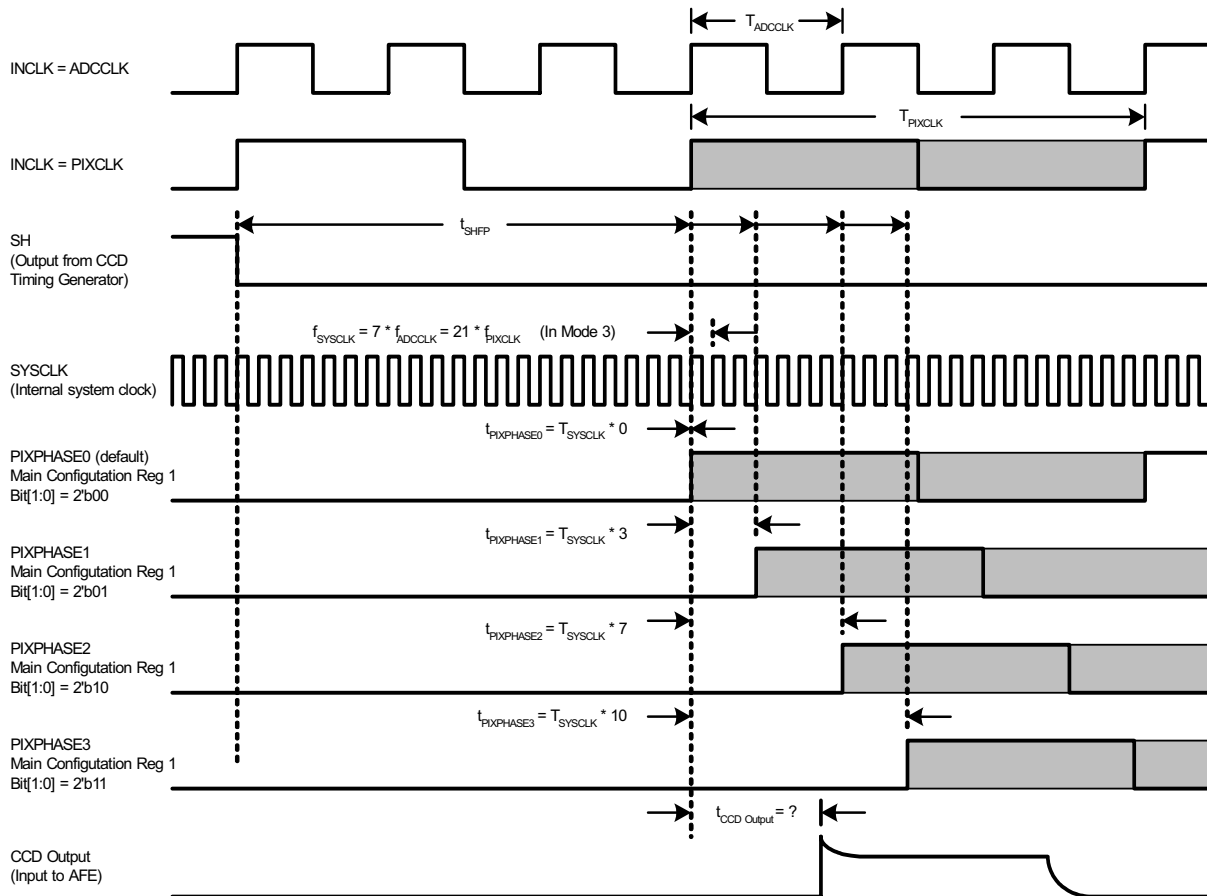 T_ADCCLK
INCLK = ADCCLK
T_PIXCLK
INCLK = PIXCLK
t_SHFP
SH
(Output from CCD
Timing Generator)
f_SYSCLK = 7 * f_ADCCLK = 21 * f_PIXCLK (In Mode 3)
SYSCLK
(Internal system clock)
t_PIXPHASE0 = T_SYSCLK * 0
PIXPHASE0 (default)
Main Configutation Reg 1
Bit[1:0] = 2'b00
t_PIXPHASE1 = T_SYSCLK * 3
PIXPHASE1
Main Configutation Reg 1
Bit[1:0] = 2'b01
t_PIXPHASE2 = T_SYSCLK * 7
PIXPHASE2
Main Configutation Reg 1
Bit[1:0] = 2'b10
t_PIXPHASE3 = T_SYSCLK * 10
PIXPHASE3
Main Configutation Reg 1
Bit[1:0] = 2'b11
t_CCD Output = ?
CCD Output
(Input to AFE)